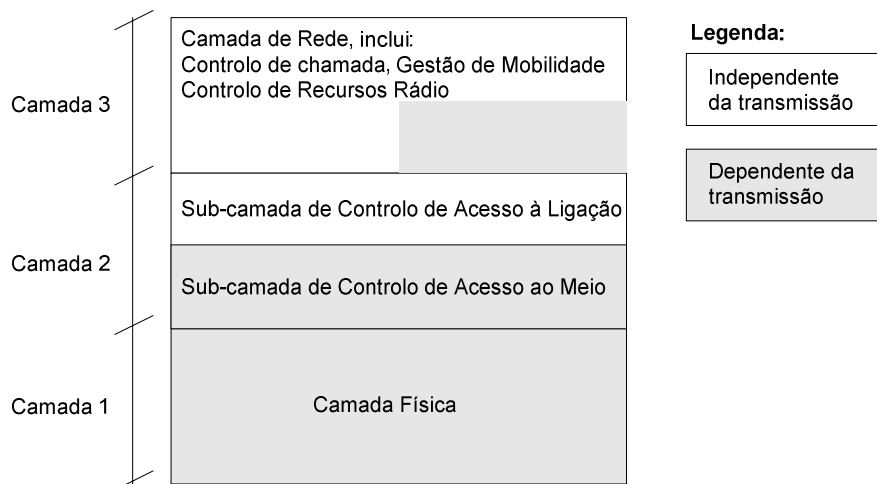 Camada de Rede, inclui:
Controlo de chamada, Gestão de Mobilidade
Controlo de Recursos Rádio
Camada 3
Sub-camada de Controlo de Acesso à Ligação
Camada 2
Sub-camada de Controlo de Acesso ao Meio
Camada 1
Camada Física
Legenda:
Independente
da transmissão
Dependente da
transmissão